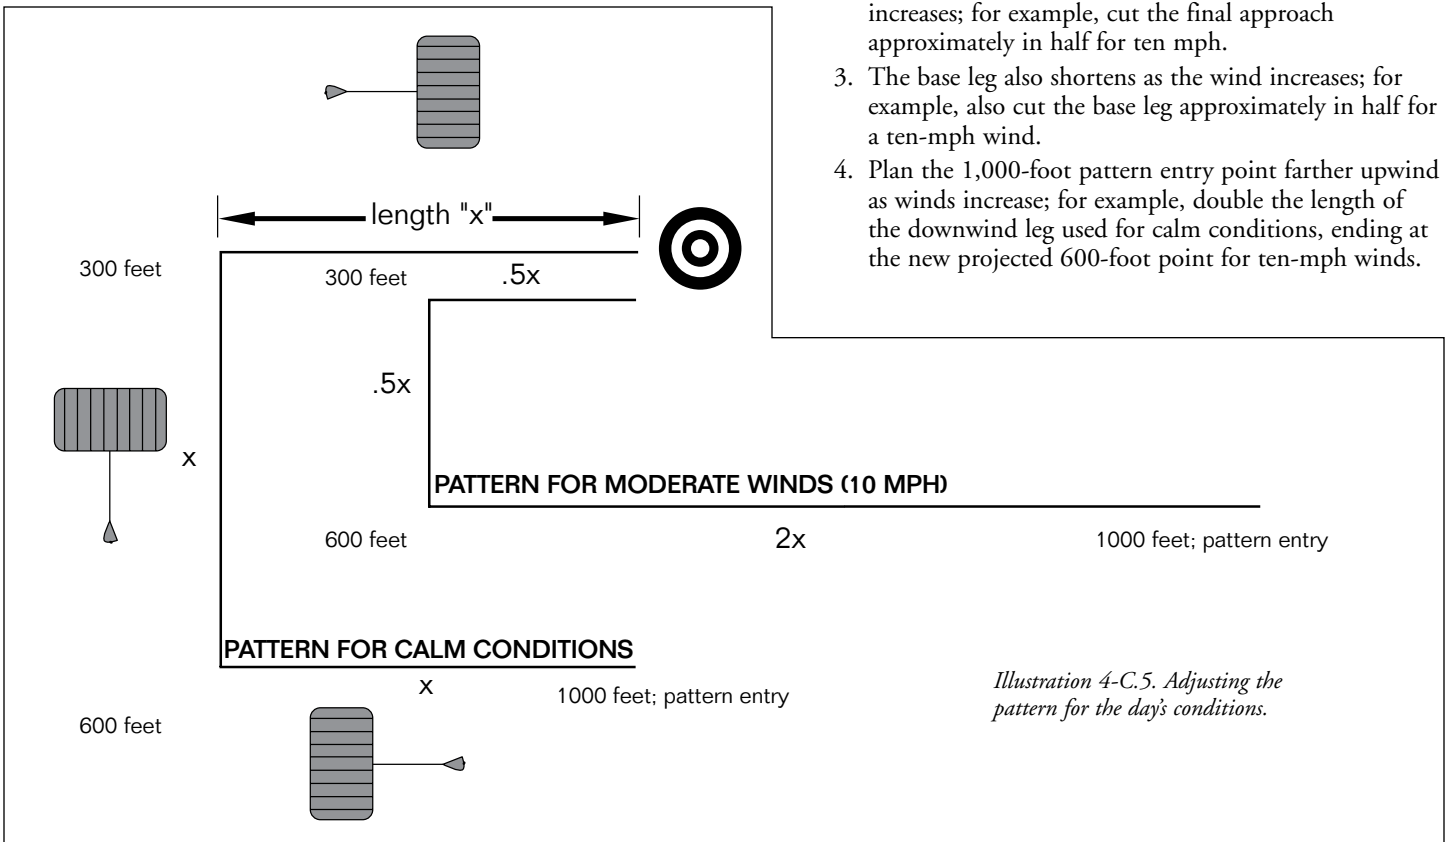 increases; for example, cut the final approach
approximately in half for ten mph.
3. The base leg also shortens as the wind increases; for
example, also cut the base leg approximately in half for
a ten-mph wind.
4. Plan the 1,000-foot pattern entry point farther upwind
as winds increase; for example, double the length of
the downwind leg used for calm conditions, ending at
the new projected 600-foot point for ten-mph winds.
length "x"
300 feet
300 feet
.5x
.5x
x
PATTERN FOR MODERATE WINDS (10 MPH)
600 feet
2x
1000 feet; pattern entry
PATTERN FOR CALM CONDITIONS
x
1000 feet; pattern entry
600 feet
Illustration 4-C.5. Adjusting the
pattern for the day's conditions.